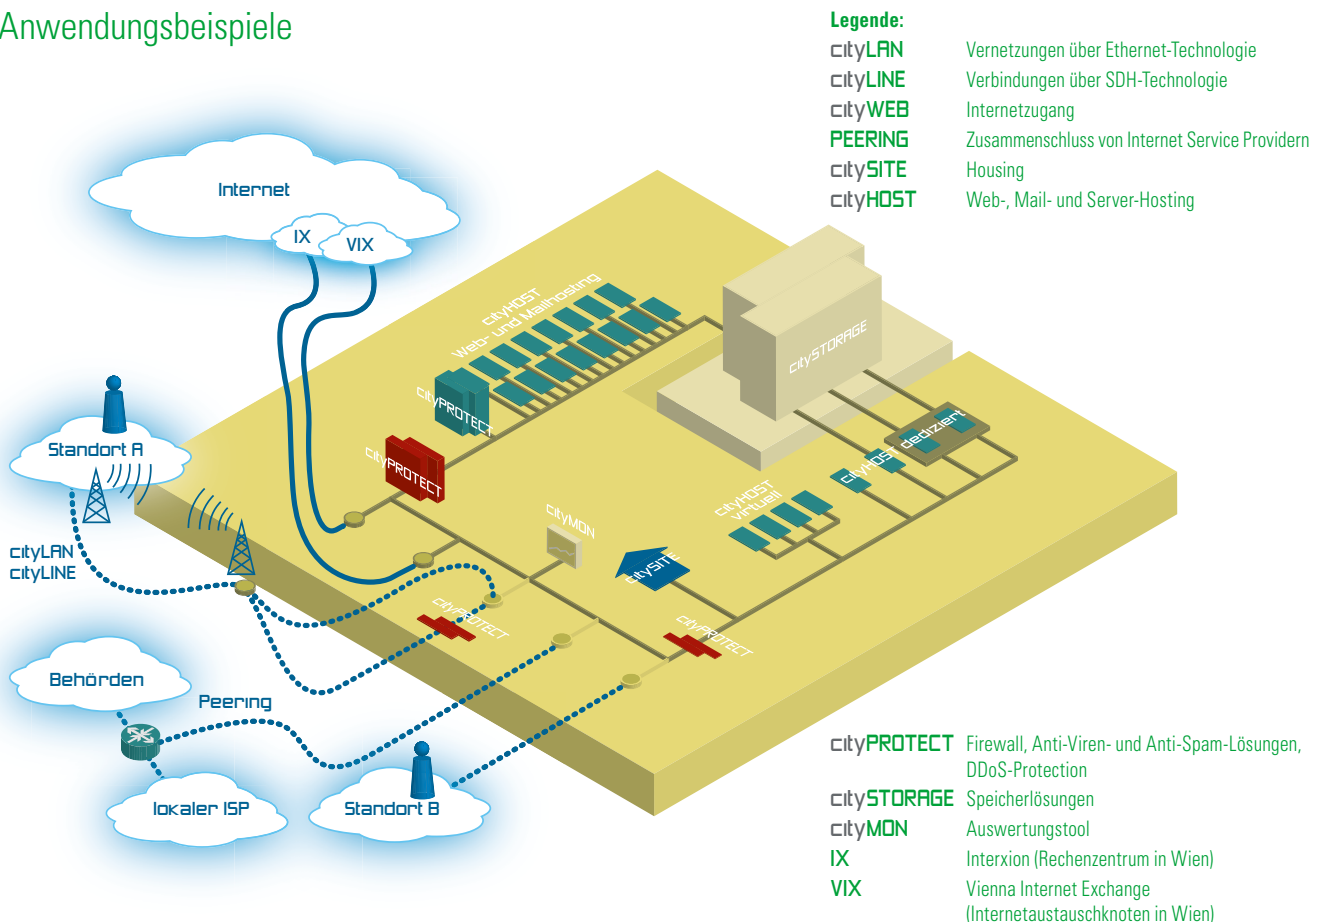 Anwendungsbeispiele
Legende:
cityLAN Vernetzungen über Ethernet-Technologie
cityLINE Verbindungen über SDH-Technologie
cityWEB Internetzugang
PEERING Zusammenschluss von Internet Service Providern
citySITE Housing
cityHOST Web-, Mail- und Server-Hosting
Internet
IX
VIX
cityHOST
Web- und Mailhosting
citySTORAGE
cityPROTECT
cityPROTECT
cityHOST dediziert
cityHOST
virtuell
cityMON
citySITE
cityPROTECT
cityPROTECT
Standort A
cityLAN
cityLINE
Behörden
Peering
lokaler ISP
Standort B
cityPROTECT Firewall, Anti-Viren- und Anti-Spam-Lösungen,
DDoS-Protection
citySTORAGE Speicherlösungen
cityMON Auswertungstool
IX Interxion (Rechenzentrum in Wien)
VIX Vienna Internet Exchange
(Internetaustauschknoten in Wien)